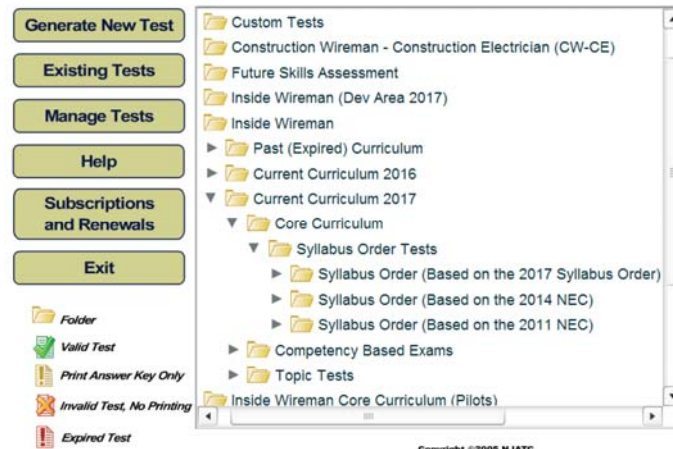 Generate New Test
Existing Tests
Manage Tests
Help
Subscriptions
and Renewals
Exit
Folder
Valid Test
Print Answer Key Only
Invalid Test, No Printing
Expired Test
Custom Tests
Construction Wireman - Construction Electrician (CW-CE)
Future Skills Assessment
Inside Wireman (Dev Area 2017)
Inside Wireman
Past (Expired) Curriculum
Current Curriculum 2016
Current Curriculum 2017
Core Curriculum
Syllabus Order Tests
Syllabus Order (Based on the 2017 Syllabus Order)
Syllabus Order (Based on the 2014 NEC)
Syllabus Order (Based on the 2011 NEC)
Competency Based Exams
Topic Tests
Inside Wireman Core Curriculum (Pilots)
Copyright ©2005 NJATC